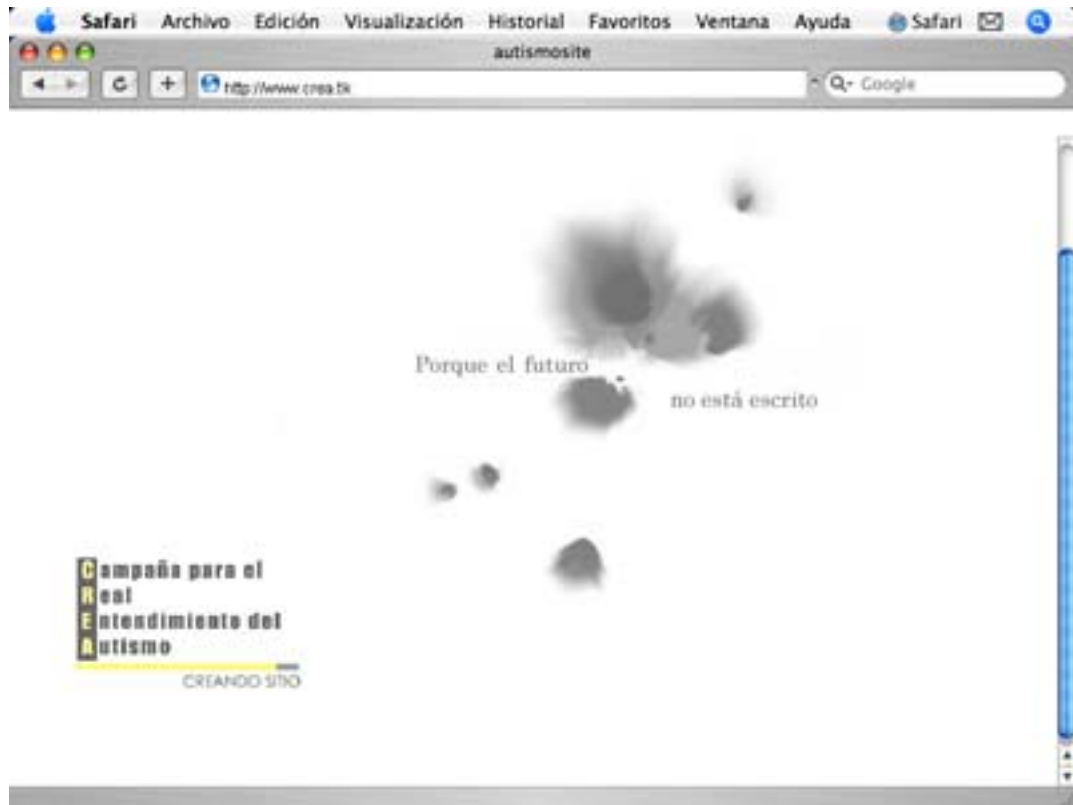 Safari Archivo Edición Visualización Historial Favoritos Ventana Ayuda Safari
autismosite
http://www.crea.tk
Google
Porque el futuro
no está escrito
Campaña para el
Real
Entendimiento del
Autismo
CREANDO SITIO